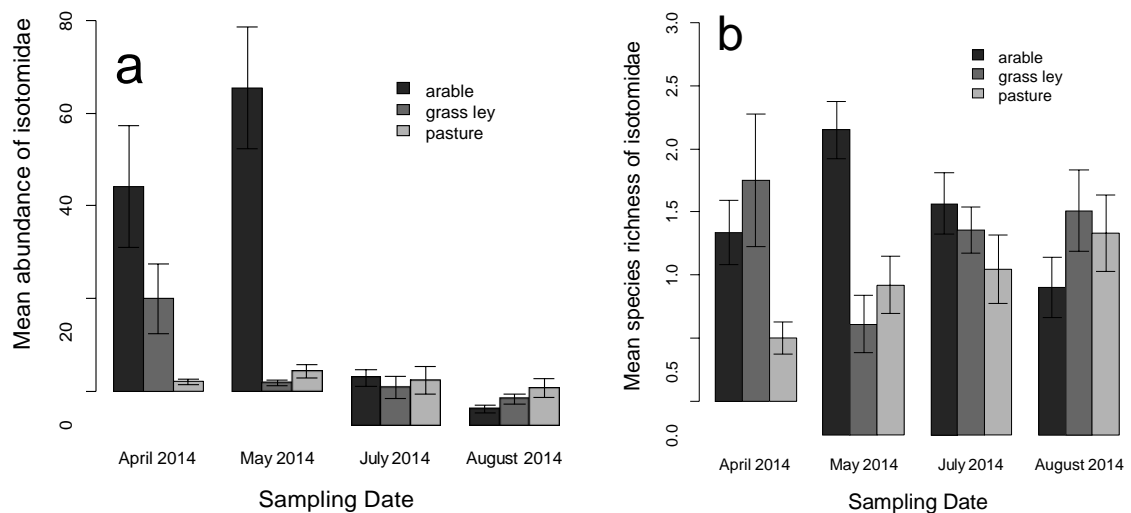 a
Mean abundance of isotomidae
80
60
40
20
0
arable
grass ley
pasture
April 2014
May 2014
July 2014
August 2014
Sampling Date
b
Mean species richness of isotomidae
3.0
2.5
2.0
1.5
1.0
0.5
0.0
arable
grass ley
pasture
April 2014
May 2014
July 2014
August 2014
Sampling Date